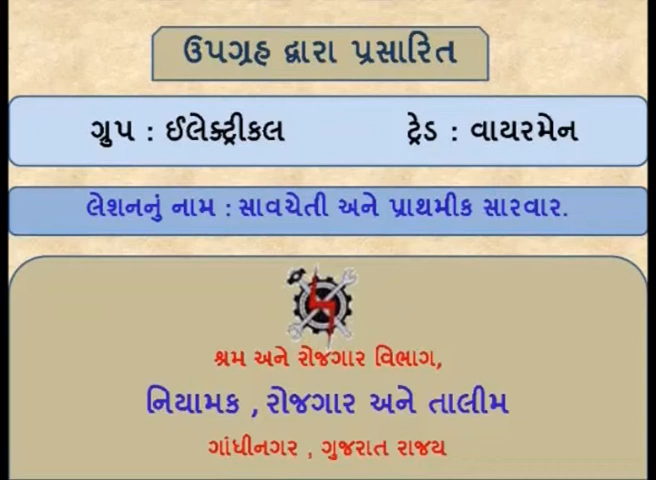 ઉપગ્રહ દ્વારા પ્રસારિત
ગ્રુપ : ઈલેક્ટ્રીકલ ટ્રેડ : વાયરમેન
લેશનનું નામ : સાવચેતી અને પ્રાથમીક સારવાર.
શ્રમ અને રોજગાર વિભાગ,
નિયામક , રોજગાર અને તાલીમ
ગાંધીનગર , ગુજરાત રાજય